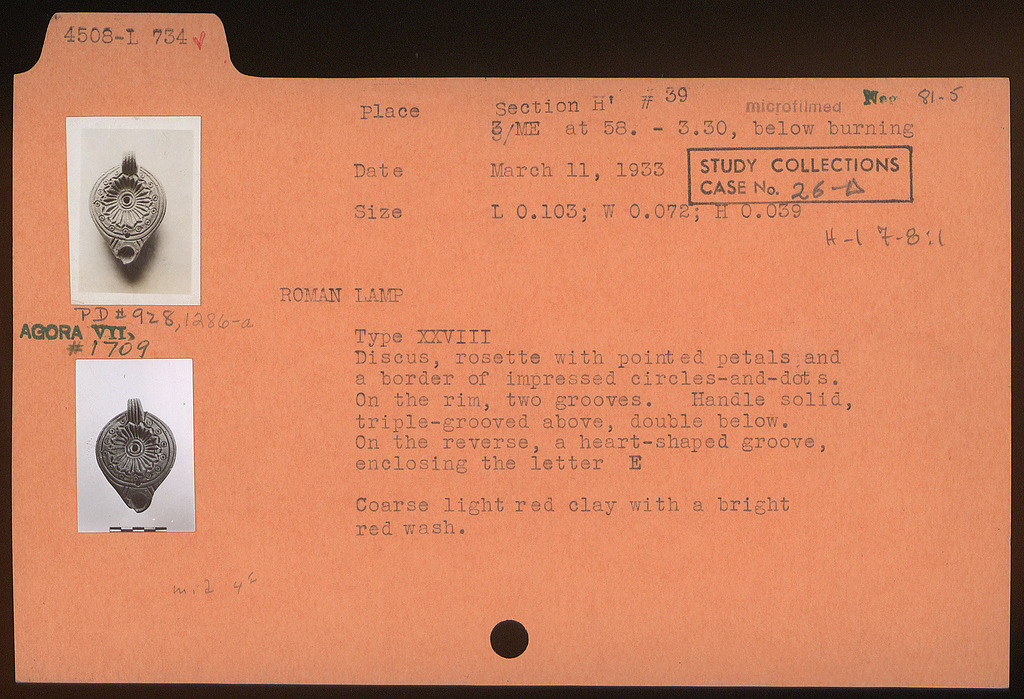 4508-L 734 ✓
Place Section H' # 39
microfilmed
Neg 81-5
3/ME at 58. - 3.30, below burning
Date March 11, 1933
STUDY COLLECTIONS
CASE No. 26-Δ
Size L 0.103; W 0.072; H 0.039
H-I 7-8:1
ROMAN LAMP
PD# 928, 1286-a
AGORA VII,
#1709
Type XXVIII
Discus, rosette with pointed petals and
a border of impressed circles-and-dots.
On the rim, two grooves. Handle solid,
triple-grooved above, double below.
On the reverse, a heart-shaped groove,
enclosing the letter E
Coarse light red clay with a bright
red wash.
mid 4c